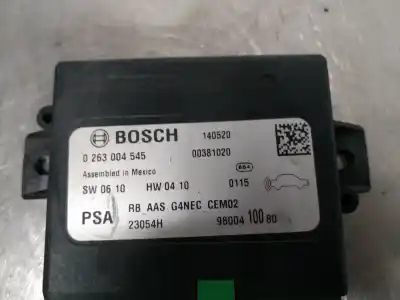 BOSCH 140520
0 263 004 545 00381020
Assembled in Mexico
SW 06 10 HW 04 10 0115
PSA RB AAS G4NEC CEM02
23054H 98004 100 80